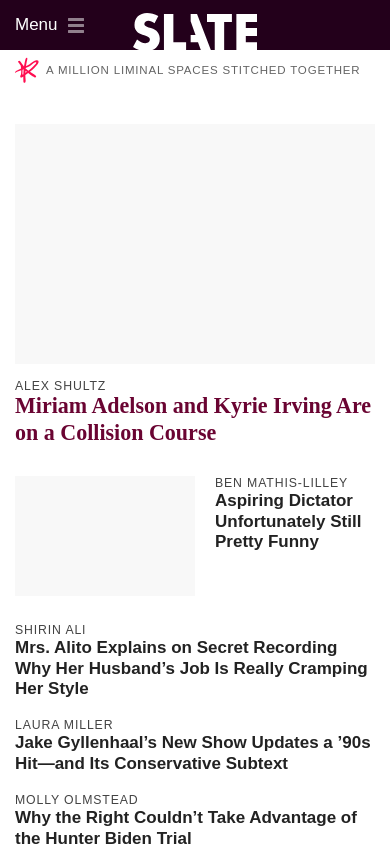 Menu
SLATE
A MILLION LIMINAL SPACES STITCHED TOGETHER
ALEX SHULTZ
Miriam Adelson and Kyrie Irving Are
on a Collision Course
BEN MATHIS-LILLEY
Aspiring Dictator
Unfortunately Still
Pretty Funny
SHIRIN ALI
Mrs. Alito Explains on Secret Recording
Why Her Husband’s Job Is Really Cramping
Her Style
LAURA MILLER
Jake Gyllenhaal’s New Show Updates a ’90s
Hit—and Its Conservative Subtext
MOLLY OLMSTEAD
Why the Right Couldn’t Take Advantage of
the Hunter Biden Trial